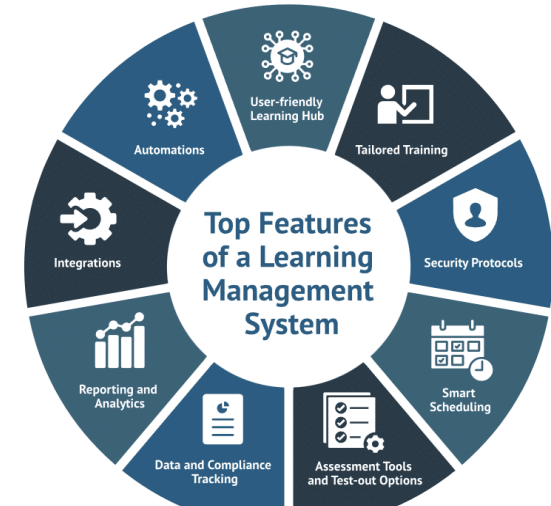 User-friendly
Learning Hub
Tailored Training
Security Protocols
Smart
Scheduling
Assessment Tools
and Test-out Options
Data and Compliance
Tracking
Reporting and
Analytics
Integrations
Automations
Top Features
of a Learning
Management
System